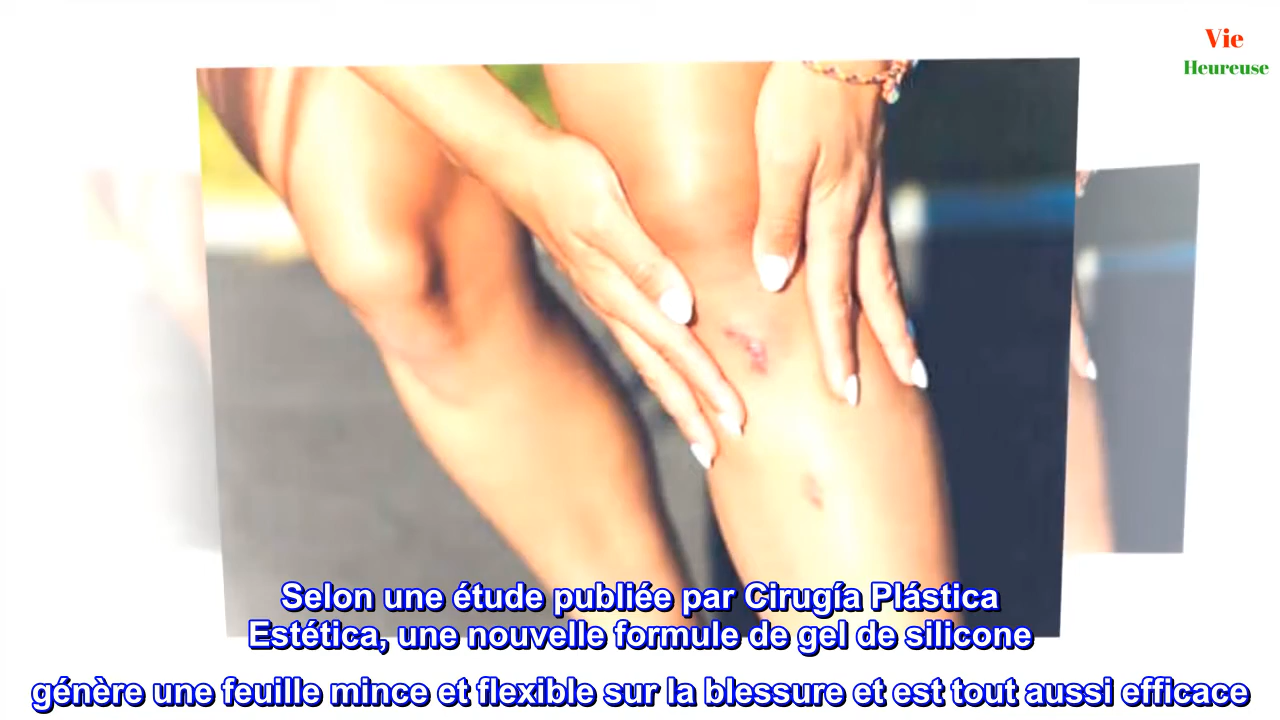 Vie
Heureuse
Selon une étude publiée par Cirugía Plástica
Estética, une nouvelle formule de gel de silicone
génère une feuille mince et flexible sur la blessure et est tout aussi efficace